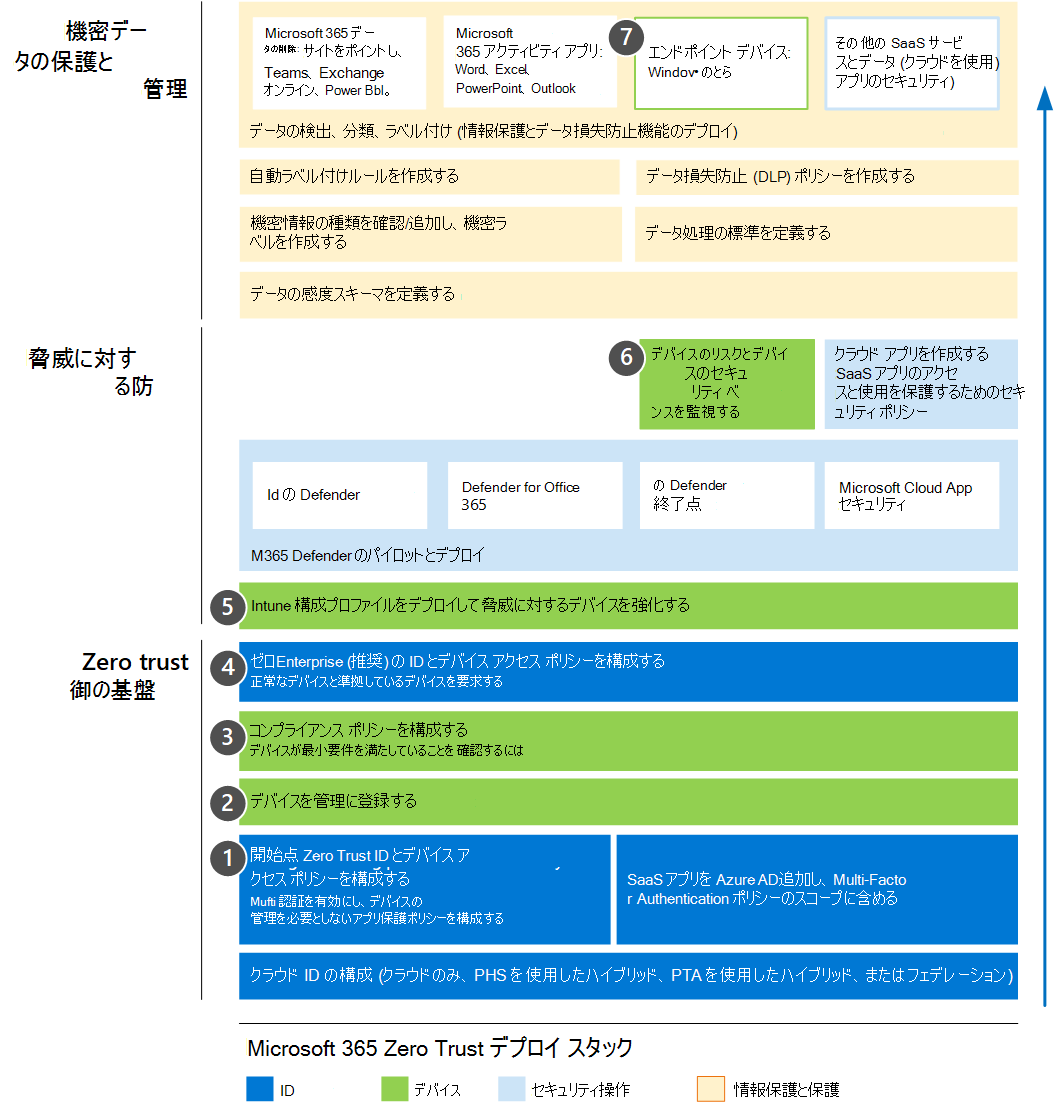 機密デー
タの保護と
管理
Microsoft 365 デー
タの削除: サイトをポイントし、
Teams、Exchange
オンライン、Power BbI。
Microsoft
365 アクティビティ アプリ:
Word、Excel、
PowerPoint、Outlook
7
エンドポイント デバイス:
Windov• のとら
その他の SaaS サービ
スとデータ (クラウドを使用)
アプリのセキュリティ)
データの検出、分類、ラベル付け (情報保護とデータ損失防止機能のデプロイ)
自動ラベル付けルールを作成する
データ損失防止 (DLP) ポリシーを作成する
機密情報の種類を確認/追加し、機密ラ
ベルを作成する
データ処理の標準を定義する
データの感度スキーマを定義する
脅威に対す
る防
6
デバイスのリスクとデバイ
スのセキュ
リティ ベ
ンスを監視する
クラウド アプリを作成する
SaaS アプリのアクセ
スと使用を保護するためのセキ
ュリティ ポリシー
Id の Defender
Defender for Office
365
の Defender
終了点
Microsoft Cloud App
セキュリティ
M365 Defender のパイロットとデプロイ
5
Intune 構成プロファイルをデプロイして脅威に対するデバイスを強化する
Zero trust
御の基盤
4
ゼロEnterprise (推奨) の ID とデバイス アクセス ポリシーを構成する
正常なデバイスと準拠しているデバイスを要求する
3
コンプライアンス ポリシーを構成する
デバイスが最小要件を満たしていることを確認するには
2
デバイスを管理に登録する
1
開始点 Zero Trust ID とデバイス ア
クセス ポリシーを構成する
Mufti 認証を有効にし、デバイスの
管理を必要としないアプリ保護ポリシーを構成する
SaaS アプリを Azure AD追加し、Multi-Facto
r Authentication ポリシーのスコープに含める
クラウド ID の構成 (クラウドのみ、PHS を使用したハイブリッド、PTA を使用したハイブリッド、またはフェデレーション)
Microsoft 365 Zero Trust デプロイ スタック
ID
デバイス
セキュリティ操作
情報保護と保護